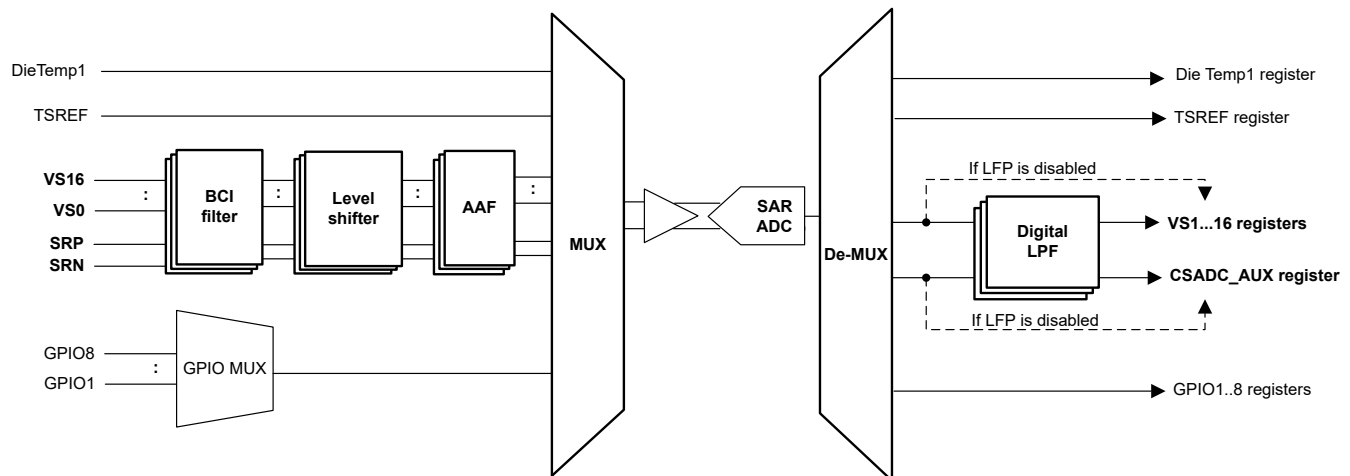 DieTemp1
TSREF
VS16
:
VS0
SRP
SRN
BCI
filter
:
Level
shifter
:
AAF
:
GPIO8
:
GPIO1
GPIO MUX
MUX
SAR
ADC
De-MUX
Die Temp1 register
TSREF register
If LFP is disabled
Digital
LPF
VS1...16 registers
CSADC_AUX register
If LFP is disabled
GPIO1..8 registers